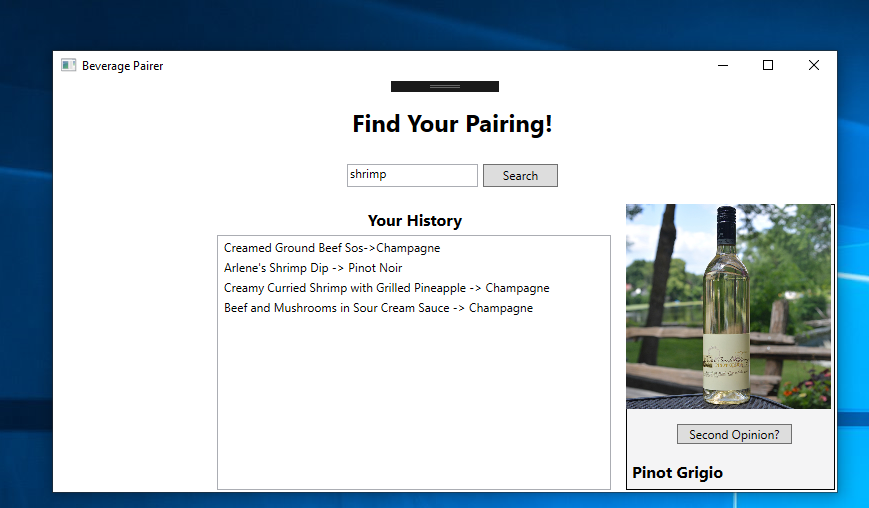 Beverage Pairer
Find Your Pairing!
shrimp
Search
Your History
Creamed Ground Beef Sos->Champagne
Arlene's Shrimp Dip -> Pinot Noir
Creamy Curried Shrimp with Grilled Pineapple -> Champagne
Beef and Mushrooms in Sour Cream Sauce -> Champagne
Second Opinion?
Pinot Grigio